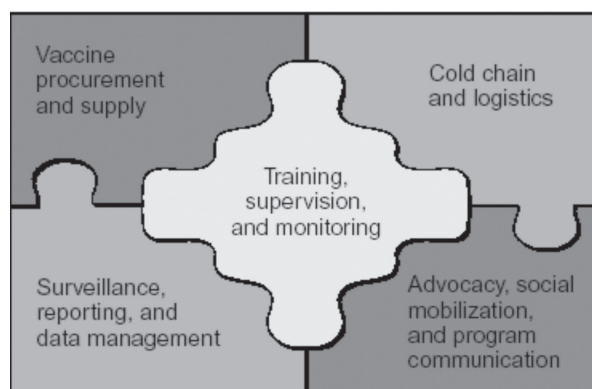 Vaccine
procurement
and supply
Cold chain
and logistics
Training,
supervision,
and monitoring
Surveillance,
reporting, and
data management
Advocacy, social
mobilization,
and program
communication